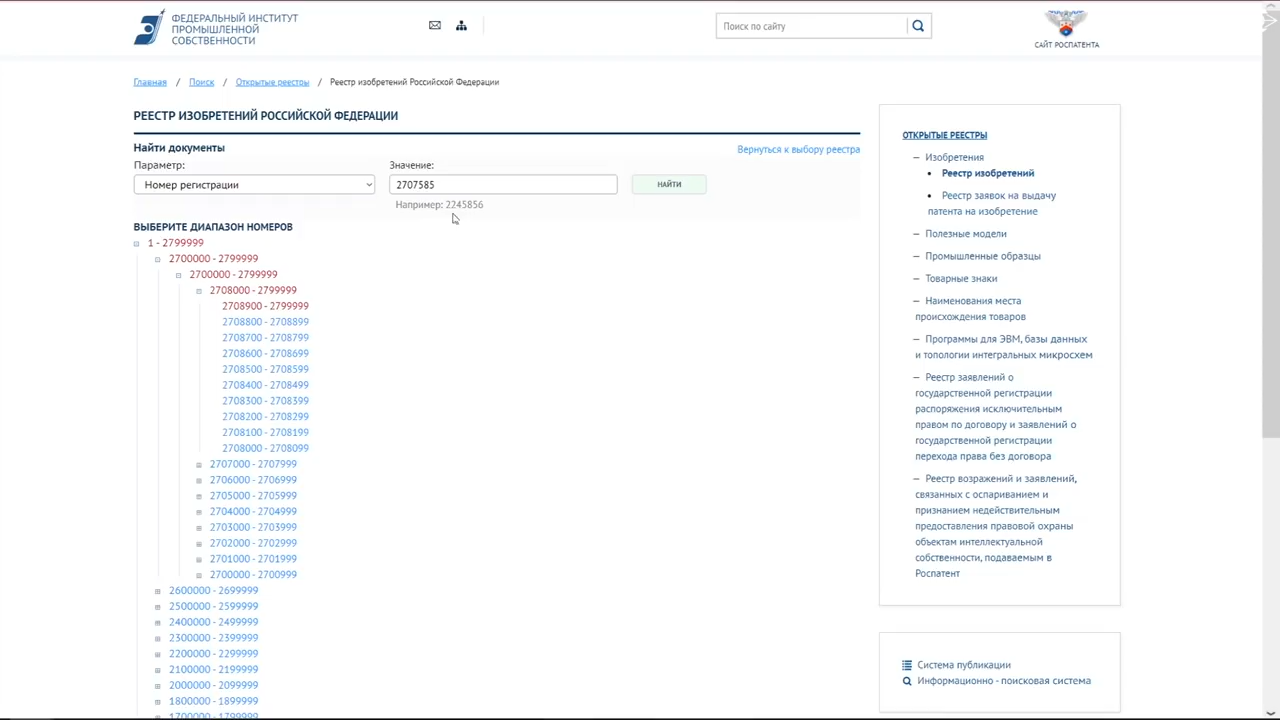 ФЕДЕРАЛЬНЫЙ ИНСТИТУТ
ПРОМЫШЛЕННОЙ
СОБСТВЕННОСТИ
Поиск по сайту
САЙТ РОСПАТЕНТА
Главная / Поиск / Открытые реестры / Реестр изобретений Российской Федерации
РЕЕСТР ИЗОБРЕТЕНИЙ РОССИЙСКОЙ ФЕДЕРАЦИИ
Найти документы
Вернуться к выбору реестра
Параметр:
Значение:
Номер регистрации
2707585
НАЙТИ
Например: 2245856
ВЫБЕРИТЕ ДИАПАЗОН НОМЕРОВ
1 - 2799999
2700000 - 2799999
2700000 - 2799999
2708000 - 2799999
2708900 - 2799999
2708800 - 2708899
2708700 - 2708799
2708600 - 2708699
2708500 - 2708599
2708400 - 2708499
2708300 - 2708399
2708200 - 2708299
2708100 - 2708199
2708000 - 2708099
2707000 - 2707999
2706000 - 2706999
2705000 - 2705999
2704000 - 2704999
2703000 - 2703999
2702000 - 2702999
2701000 - 2701999
2700000 - 2700999
2600000 - 2699999
2500000 - 2599999
2400000 - 2499999
2300000 - 2399999
2200000 - 2299999
2100000 - 2199999
2000000 - 2099999
1800000 - 1899999
1700000 - 1799999
ОТКРЫТЫЕ РЕЕСТРЫ
— Изобретения
• Реестр изобретений
• Реестр заявок на выдачу
патента на изобретение
— Полезные модели
— Промышленные образцы
— Товарные знаки
— Наименования места
происхождения товаров
— Программы для ЭВМ, базы данных
и топологии интегральных микросхем
— Реестр заявлений о
государственной регистрации
распоряжения исключительным
правом по договору и заявлений о
государственной регистрации
перехода права без договора
— Реестр возражений и заявлений,
связанных с оспариванием и
признанием недействительным
предоставления правовой охраны
объектам интеллектуальной
собственности, подаваемым в
Роспатент
Система публикации
Информационно - поисковая система